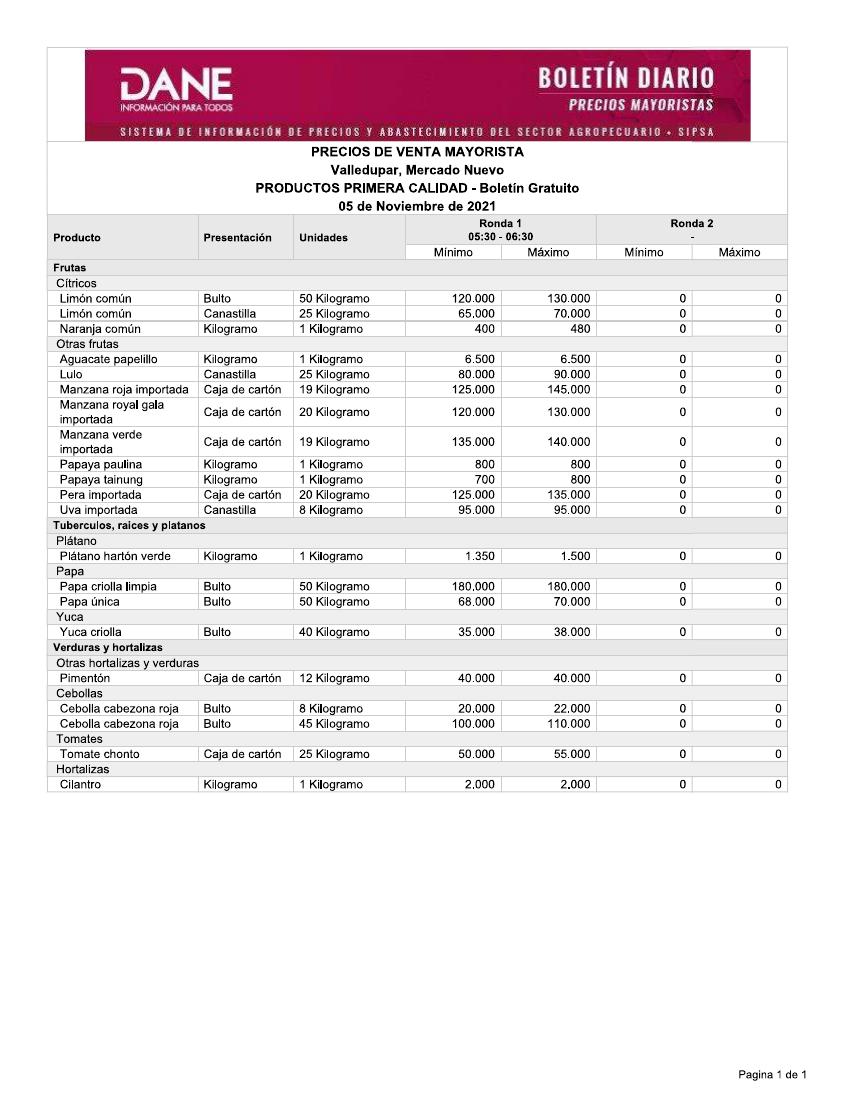 DANE
INFORMACIÓN PARA TODOS
BOLETÍN DIARIO
PRECIOS MAYORISTAS
SISTEMA DE INFORMACIÓN DE PRECIOS Y ABASTECIMIENTO DEL SECTOR AGROPECUARIO • SIPSA
PRECIOS DE VENTA MAYORISTA
Valledupar, Mercado Nuevo
PRODUCTOS PRIMERA CALIDAD - Boletín Gratuito
05 de Noviembre de 2021
Producto Presentación Unidades Ronda 1 Ronda 2
05:30 - 06:30 -
Mínimo Máximo Mínimo Máximo
Frutas
Cítricos
Limón común Bulto 50 Kilogramo 120.000 130.000 0 0
Limón común Canastilla 25 Kilogramo 65.000 70.000 0 0
Naranja común Kilogramo 1 Kilogramo 400 480 0 0
Otras frutas
Aguacate papelillo Kilogramo 1 Kilogramo 6.500 6.500 0 0
Lulo Canastilla 25 Kilogramo 80.000 90.000 0 0
Manzana roja importada Caja de cartón 19 Kilogramo 125.000 145.000 0 0
Manzana royal gala
importada Caja de cartón 20 Kilogramo 120.000 130.000 0 0
Manzana verde
importada Caja de cartón 19 Kilogramo 135.000 140.000 0 0
Papaya paulina Kilogramo 1 Kilogramo 800 800 0 0
Papaya tainung Kilogramo 1 Kilogramo 700 800 0 0
Pera importada Caja de cartón 20 Kilogramo 125.000 135.000 0 0
Uva importada Canastilla 8 Kilogramo 95.000 95.000 0 0
Tuberculos, raices y platanos
Plátano
Plátano hartón verde Kilogramo 1 Kilogramo 1.350 1.500 0 0
Papa
Papa criolla limpia Bulto 50 Kilogramo 180.000 180.000 0 0
Papa única Bulto 50 Kilogramo 68.000 70.000 0 0
Yuca
Yuca criolla Bulto 40 Kilogramo 35.000 38.000 0 0
Verduras y hortalizas
Otras hortalizas y verduras
Pimentón Caja de cartón 12 Kilogramo 40.000 40.000 0 0
Cebollas
Cebolla cabezona roja Bulto 8 Kilogramo 20.000 22.000 0 0
Cebolla cabezona roja Bulto 45 Kilogramo 100.000 110.000 0 0
Tomates
Tomate chonto Caja de cartón 25 Kilogramo 50.000 55.000 0 0
Hortalizas
Cilantro Kilogramo 1 Kilogramo 2.000 2.000 0 0
Pagina 1 de 1